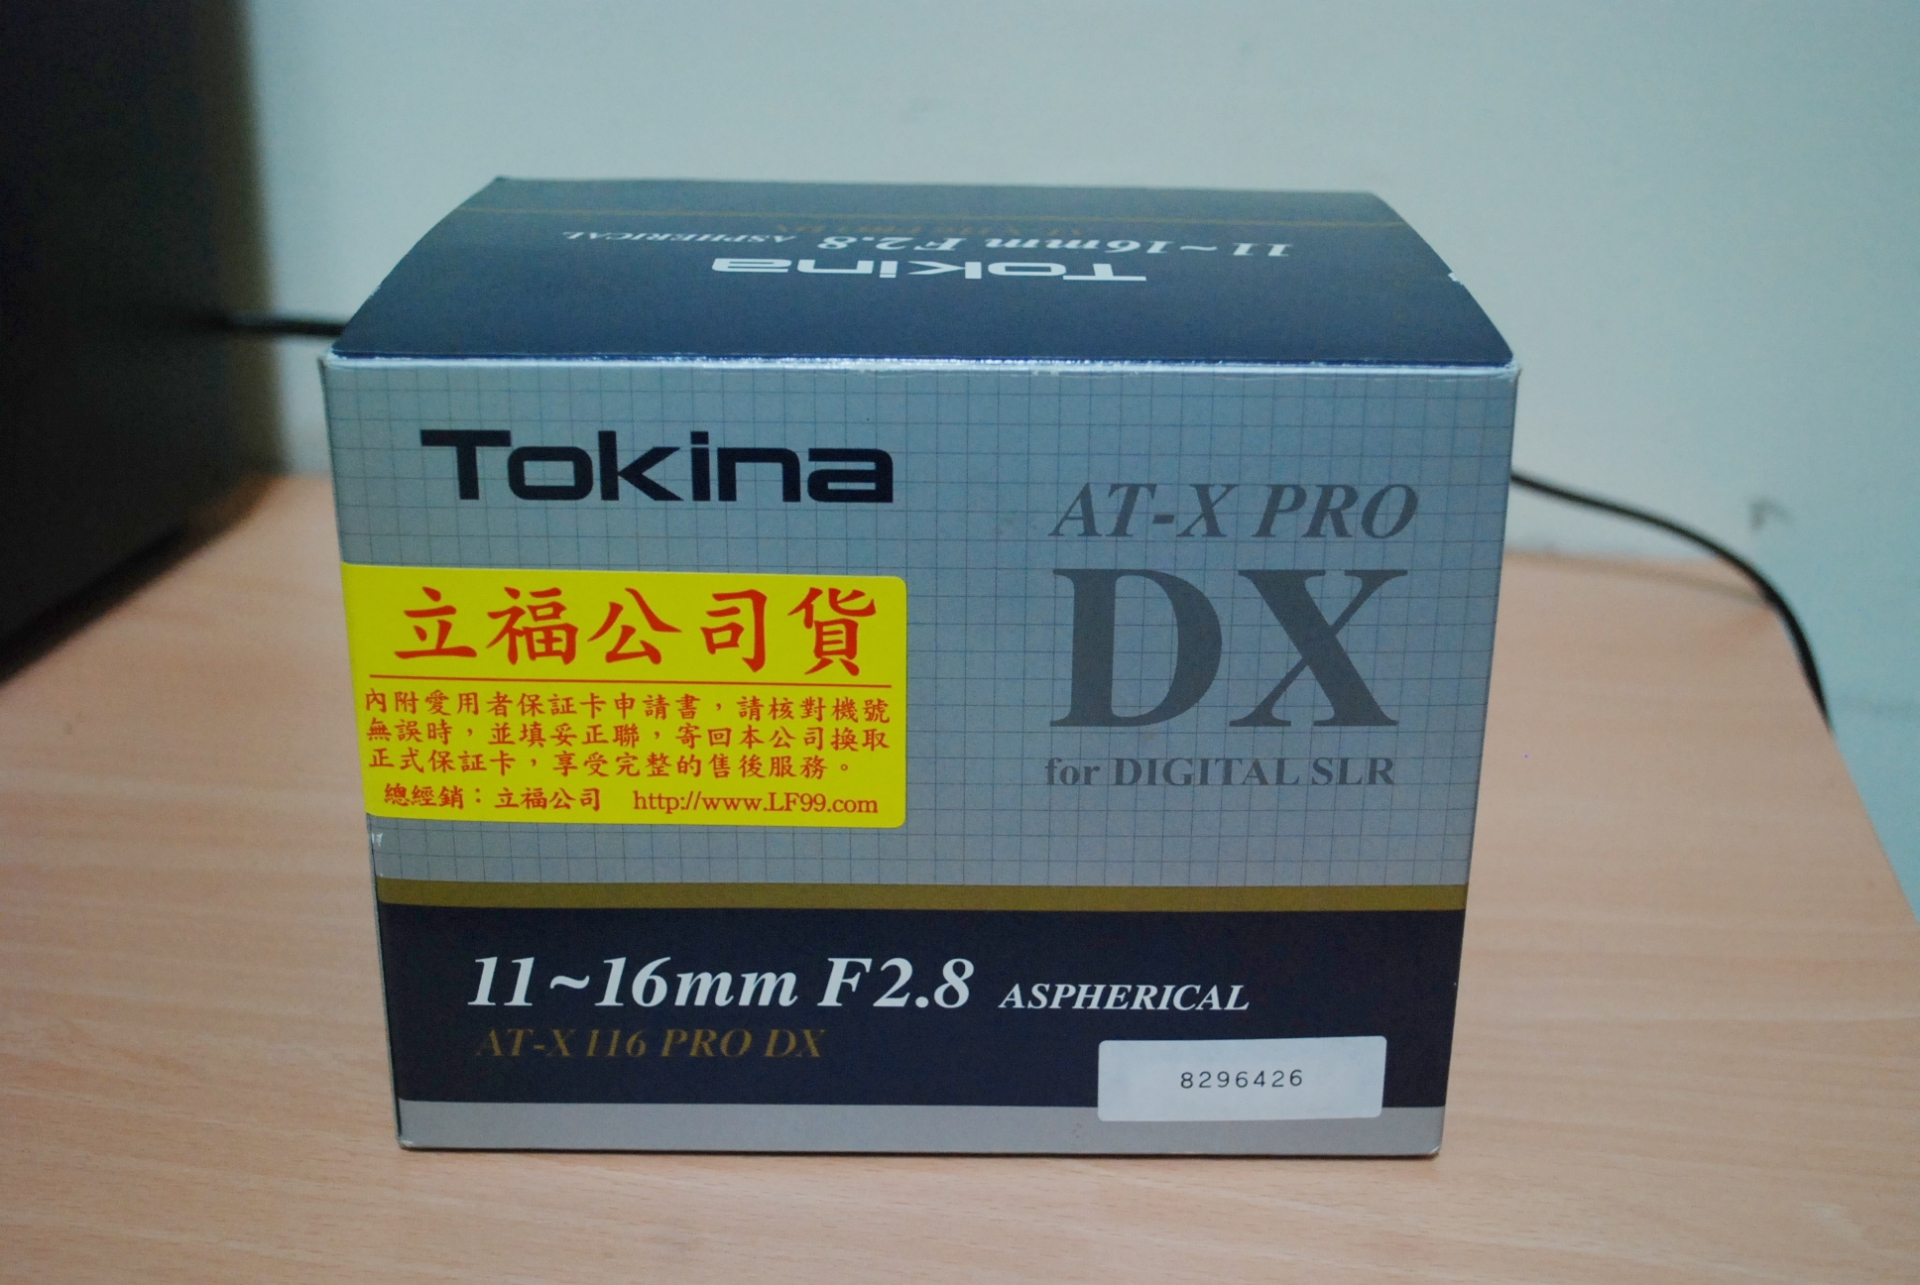 AT-X 116 PRO DX
11~16mm F2.8 ASPHERICAL
Tokina
Tokina
AT-X PRO
DX
for DIGITAL SLR
立福公司貨
內附愛用者保証卡申請書，請核對機號
無誤時，並填妥正聯，寄回本公司換取
正式保証卡，享受完整的售後服務。
總經銷：立福公司 http://www.LF99.com
11~16mm F2.8 ASPHERICAL
AT-X 116 PRO DX
8296426